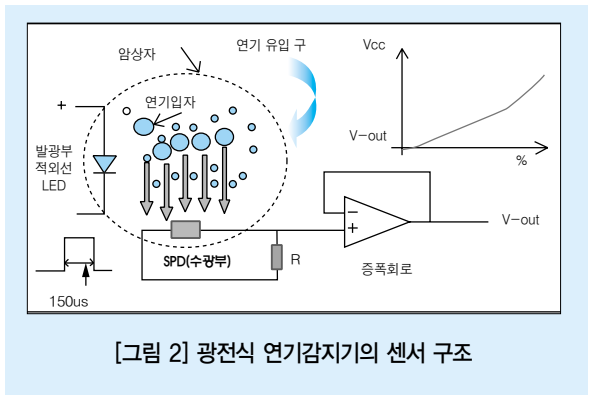 암상자
연기 유입 구
Vcc
+
연기입자
발광부
적외선
LED
V-out
%
−
+
V-out
SPD(수광부)
R
증폭회로
150us
[그림 2] 광전식 연기감지기의 센서 구조